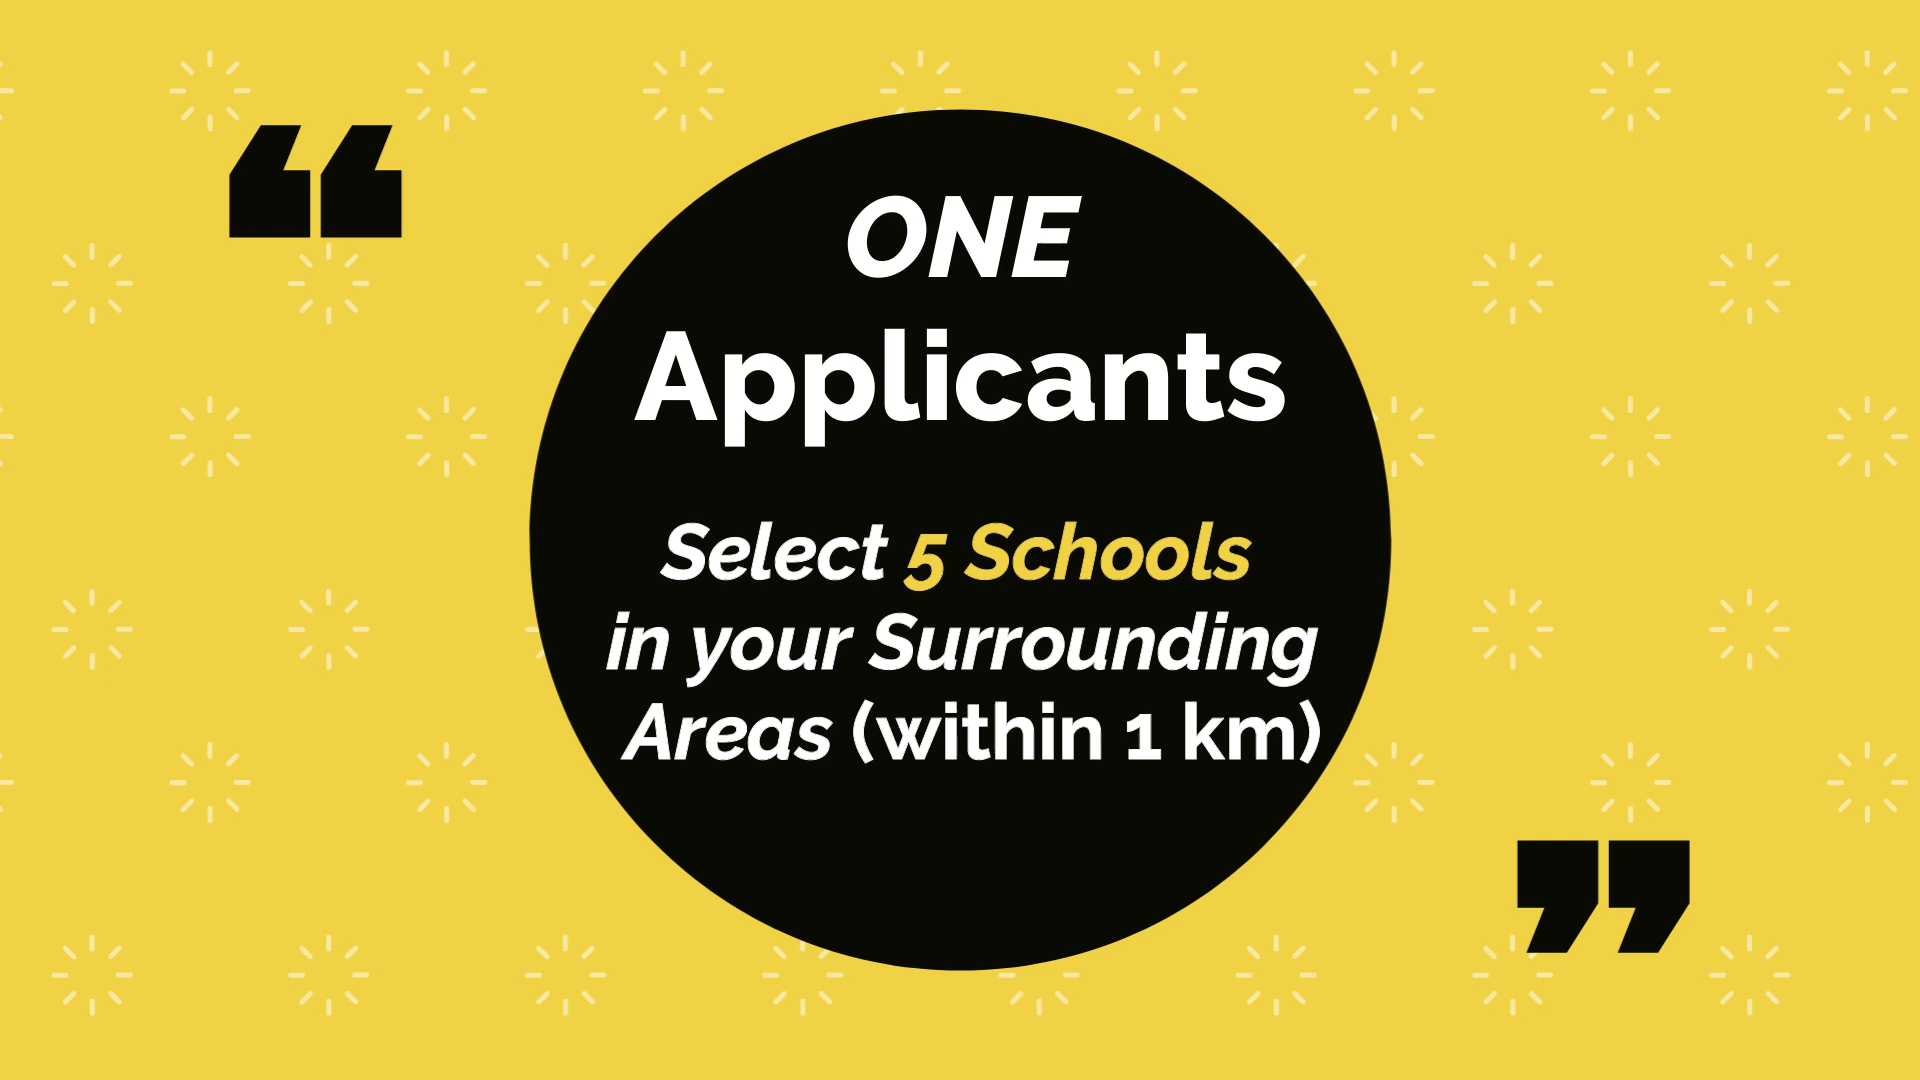 “
ONE
Applicants
Select 5 Schools
in your Surrounding
Areas (within 1 km)
”